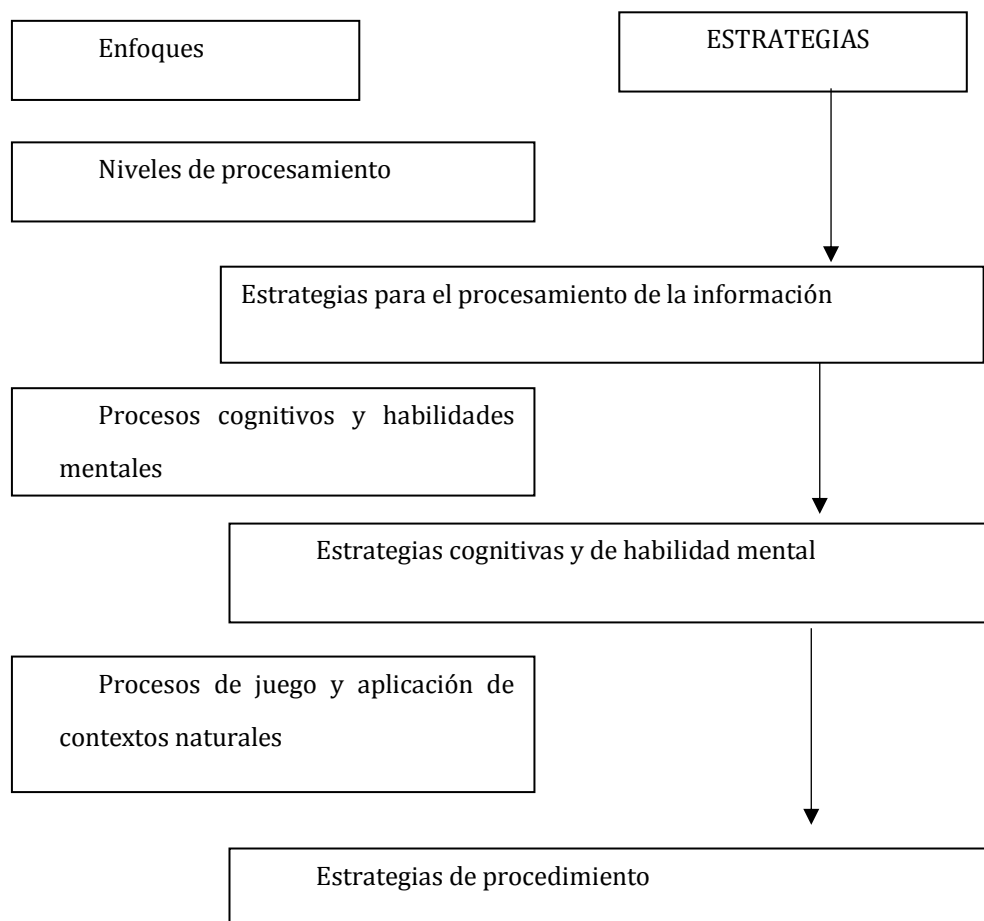 Enfoques
ESTRATEGIAS
Niveles de procesamiento
Estrategias para el procesamiento de la información
Procesos cognitivos y habilidades
mentales
Estrategias cognitivas y de habilidad mental
Procesos de juego y aplicación de
contextos naturales
Estrategias de procedimiento